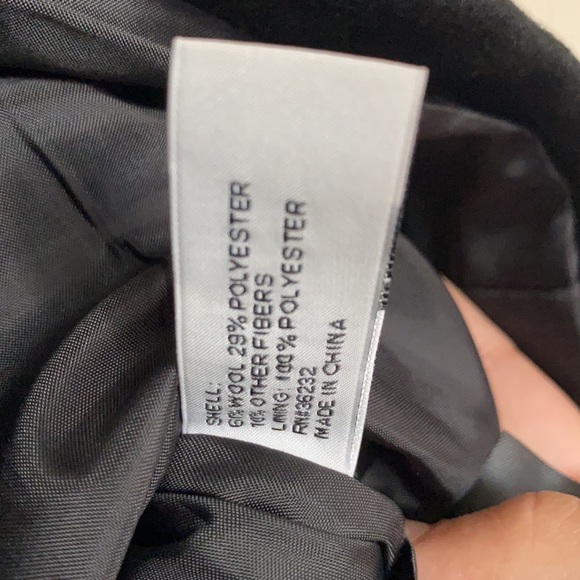 SHELL:
61% WOOL 29% POLYESTER
10% OTHER FIBERS
LINING: 100% POLYESTER
RN#36232
MADE IN CHINA